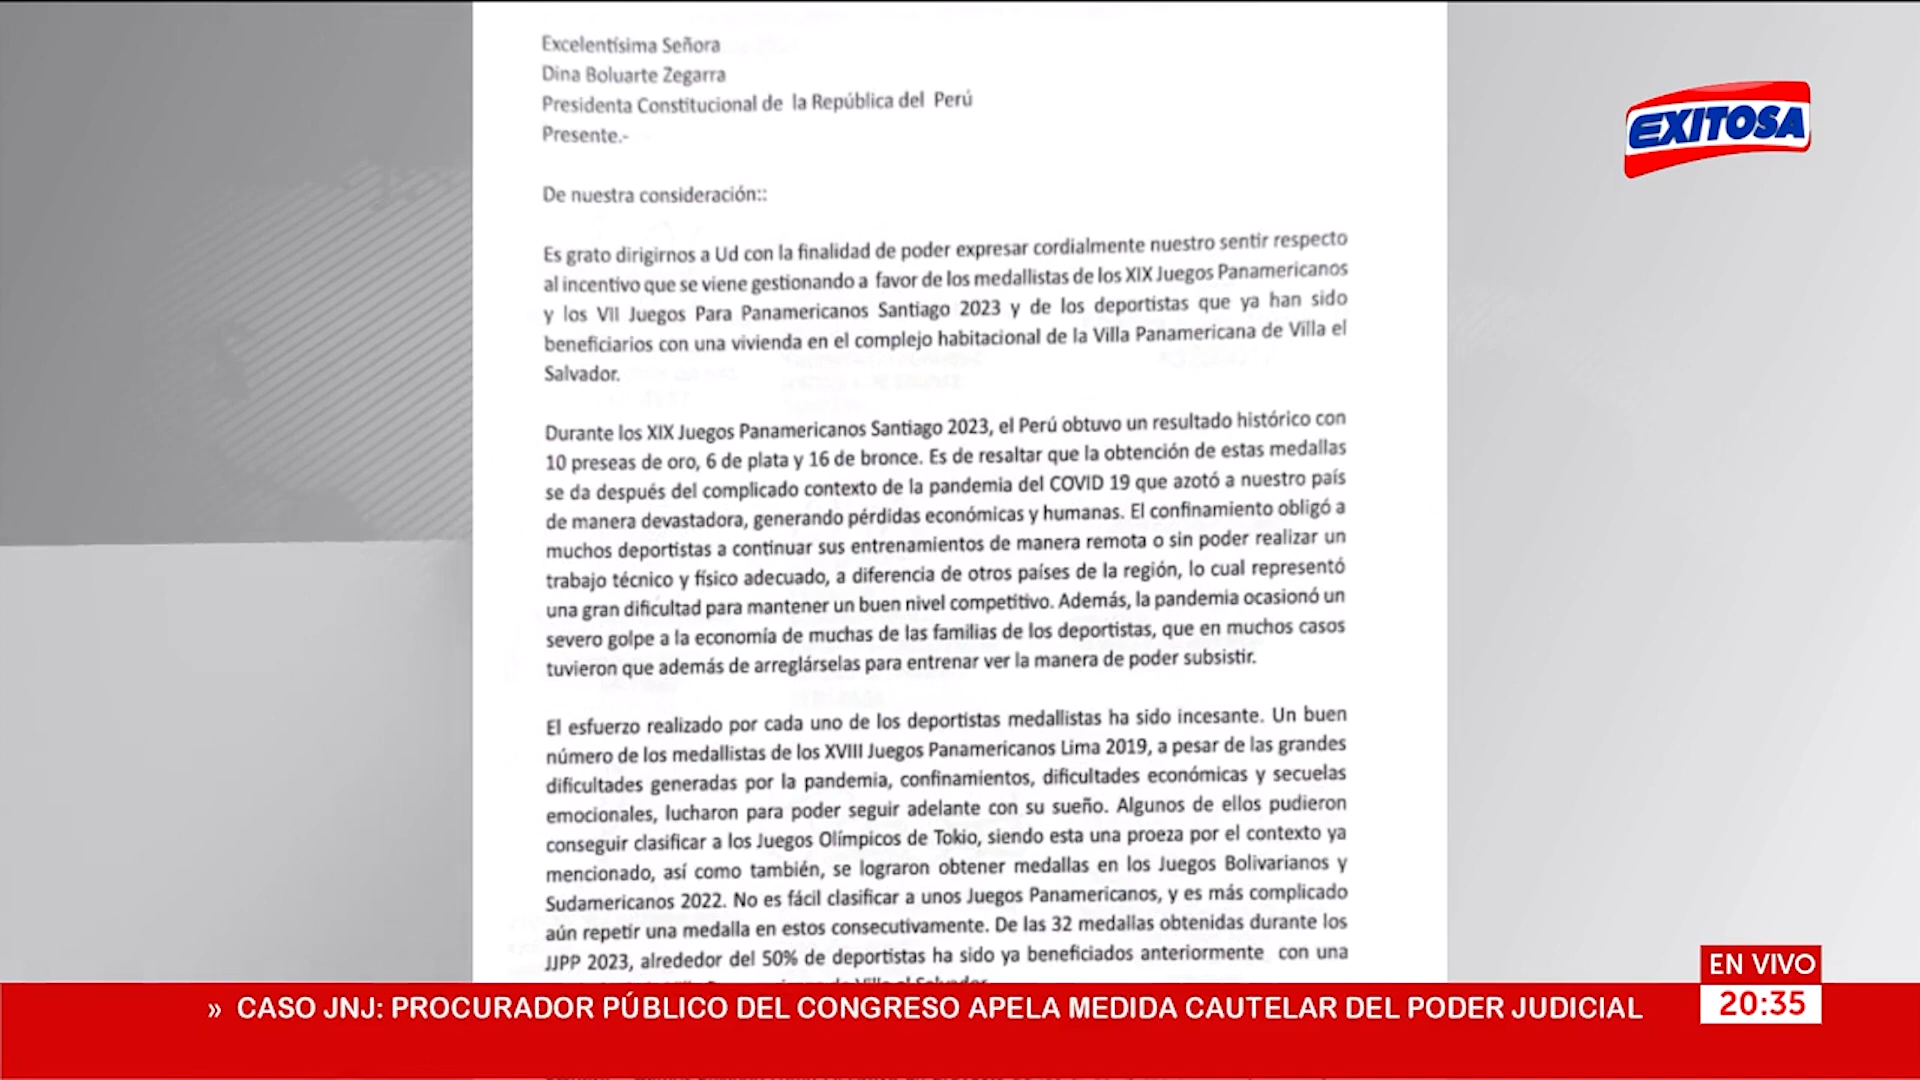 Excelentísima Señora
Dina Boluarte Zegarra
Presidenta Constitucional de la República del Perú
Presente.-
De nuestra consideración::
Es grato dirigirnos a Ud con la finalidad de poder expresar cordialmente nuestro sentir respecto
al incentivo que se viene gestionando a favor de los medallistas de los XIX Juegos Panamericanos
y los VII Juegos Para Panamericanos Santiago 2023 y de los deportistas que ya han sido
beneficiarios con una vivienda en el complejo habitacional de la Villa Panamericana de Villa el
Salvador.
Durante los XIX Juegos Panamericanos Santiago 2023, el Perú obtuvo un resultado histórico con
10 preseas de oro, 6 de plata y 16 de bronce. Es de resaltar que la obtención de estas medallas
se da después del complicado contexto de la pandemia del COVID 19 que azotó a nuestro país
de manera devastadora, generando pérdidas económicas y humanas. El confinamiento obligó a
muchos deportistas a continuar sus entrenamientos de manera remota o sin poder realizar un
trabajo técnico y físico adecuado, a diferencia de otros países de la región, lo cual representó
una gran dificultad para mantener un buen nivel competitivo. Además, la pandemia ocasionó un
severo golpe a la economía de muchas de las familias de los deportistas, que en muchos casos
tuvieron que además de arreglárselas para entrenar ver la manera de poder subsistir.
El esfuerzo realizado por cada uno de los deportistas medallistas ha sido incesante. Un buen
número de los medallistas de los XVIII Juegos Panamericanos Lima 2019, a pesar de las grandes
dificultades generadas por la pandemia, confinamientos, dificultades económicas y secuelas
emocionales, lucharon para poder seguir adelante con su sueño. Algunos de ellos pudieron
conseguir clasificar a los Juegos Olímpicos de Tokio, siendo esta una proeza por el contexto ya
mencionado, así como también, se lograron obtener medallas en los Juegos Bolivarianos y
Sudamericanos 2022. No es fácil clasificar a unos Juegos Panamericanos, y es más complicado
aún repetir una medalla en estos consecutivamente. De las 32 medallas obtenidas durante los
JJPP 2023, alrededor del 50% de deportistas ha sido ya beneficiados anteriormente con una
EXITOSA
EN VIVO
20:35
» CASO JNJ: PROCURADOR PÚBLICO DEL CONGRESO APELA MEDIDA CAUTELAR DEL PODER JUDICIAL